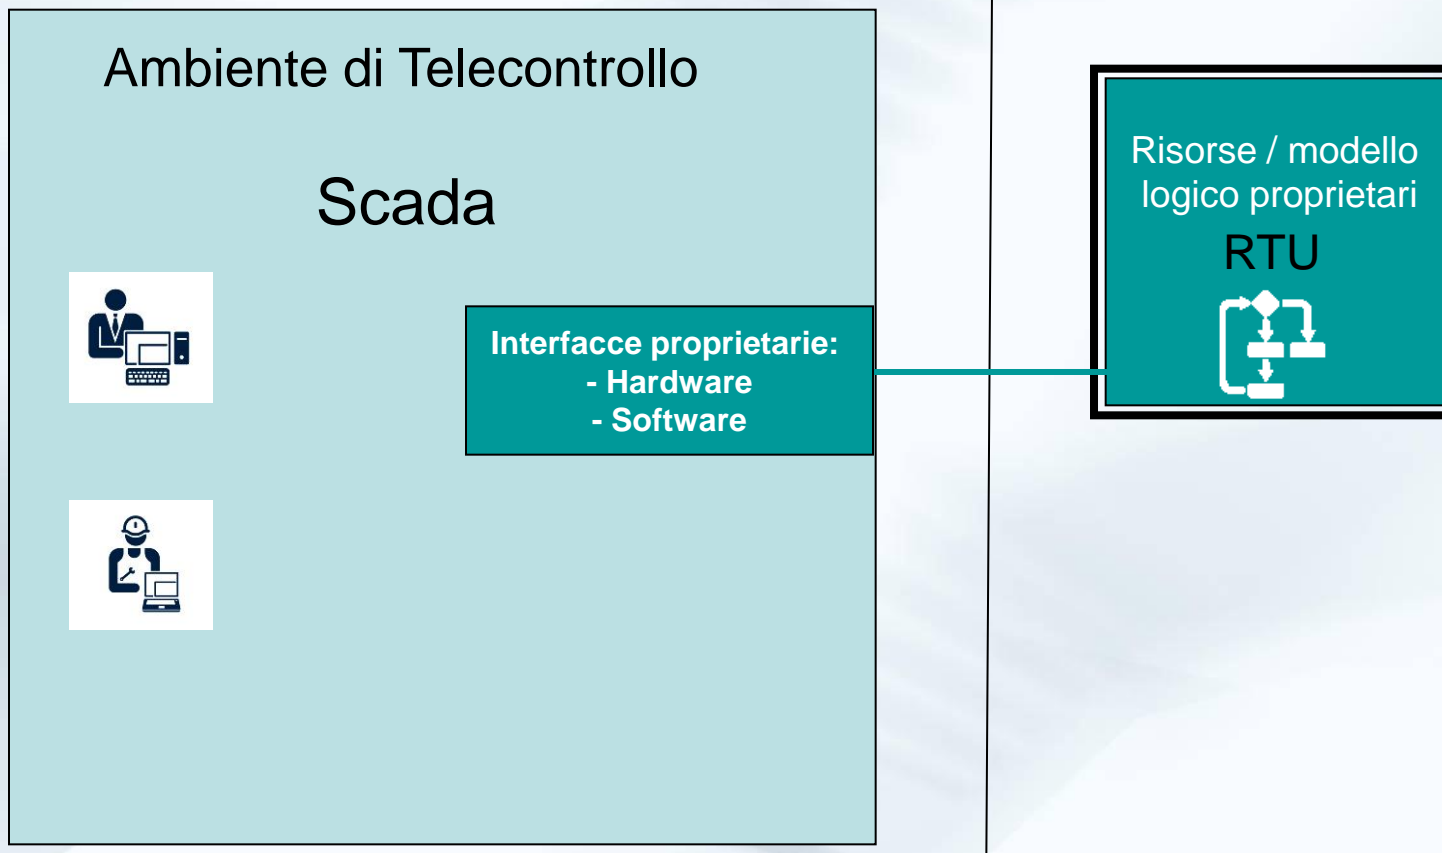 Ambiente di Telecontrollo
Scada
Interfacce proprietarie:
- Hardware
- Software
Risorse / modello
logico proprietari
RTU